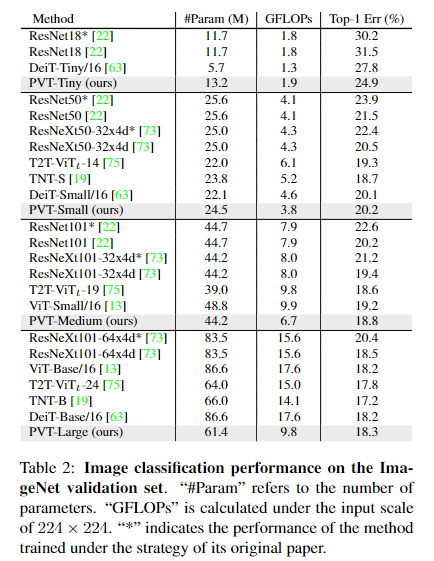 Method #Param (M) GFLOPs Top-1 Err (%)
ResNet18* [22] 11.7 1.8 30.2
ResNet18 [22] 11.7 1.8 31.5
DeiT-Tiny/16 [63] 5.7 1.3 27.8
PVT-Tiny (ours) 13.2 1.9 24.9
ResNet50* [22] 25.6 4.1 23.9
ResNet50 [22] 25.6 4.1 21.5
ResNeXt50-32x4d* [73] 25.0 4.3 22.4
ResNeXt50-32x4d [73] 25.0 4.3 20.5
T2T-ViTt-14 [75] 22.0 6.1 19.3
TNT-S [19] 23.8 5.2 18.7
DeiT-Small/16 [63] 22.1 4.6 20.1
PVT-Small (ours) 24.5 3.8 20.2
ResNet101* [22] 44.7 7.9 22.6
ResNet101 [22] 44.7 7.9 20.2
ResNeXt101-32x4d* [73] 44.2 8.0 21.2
ResNeXt101-32x4d [73] 44.2 8.0 19.4
T2T-ViTt-19 [75] 39.0 9.8 18.6
ViT-Small/16 [13] 48.8 9.9 19.2
PVT-Medium (ours) 44.2 6.7 18.8
ResNeXt101-64x4d* [73] 83.5 15.6 20.4
ResNeXt101-64x4d [73] 83.5 15.6 18.5
ViT-Base/16 [13] 86.6 17.6 18.2
T2T-ViTt-24 [75] 64.0 15.0 17.8
TNT-B [19] 66.0 14.1 17.2
DeiT-Base/16 [63] 86.6 17.6 18.2
PVT-Large (ours) 61.4 9.8 18.3
Table 2: Image classification performance on the Ima-
geNet validation set. “#Param” refers to the number of
parameters. “GFLOPs” is calculated under the input scale
of 224 × 224. “*” indicates the performance of the method
trained under the strategy of its original paper.